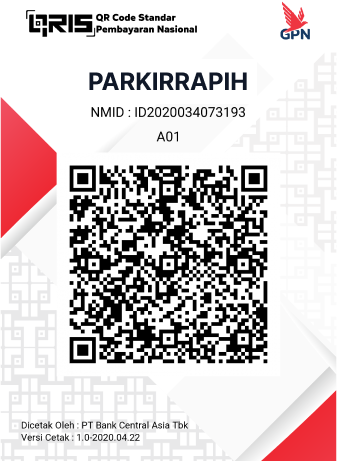 QRIS QR Code Standar
Pembayaran Nasional
GPN
PARKIRRAPIH
NMID : ID2020034073193
A01
Dicetak Oleh : PT Bank Central Asia Tbk
Versi Cetak : 1.0-2020.04.22